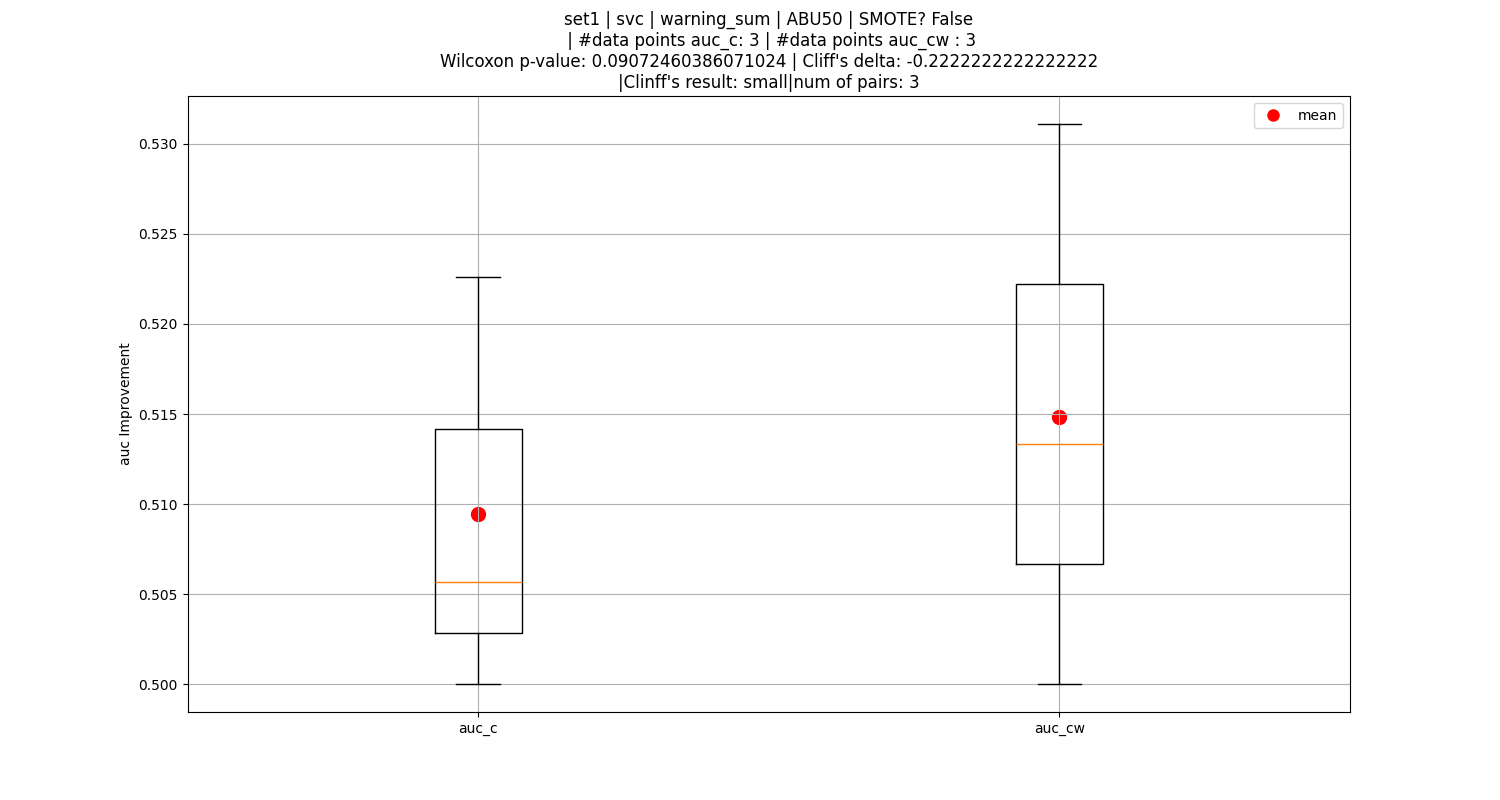 set1 | svc | warning_sum | ABU50 | SMOTE? False
| #data points auc_c: 3 | #data points auc_cw : 3
Wilcoxon p-value: 0.09072460386071024 | Cliff's delta: -0.2222222222222222
|Clinff's result: small|num of pairs: 3
mean
0.530
0.525
0.520
0.515
0.510
0.505
0.500
auc Improvement
auc_c
auc_cw